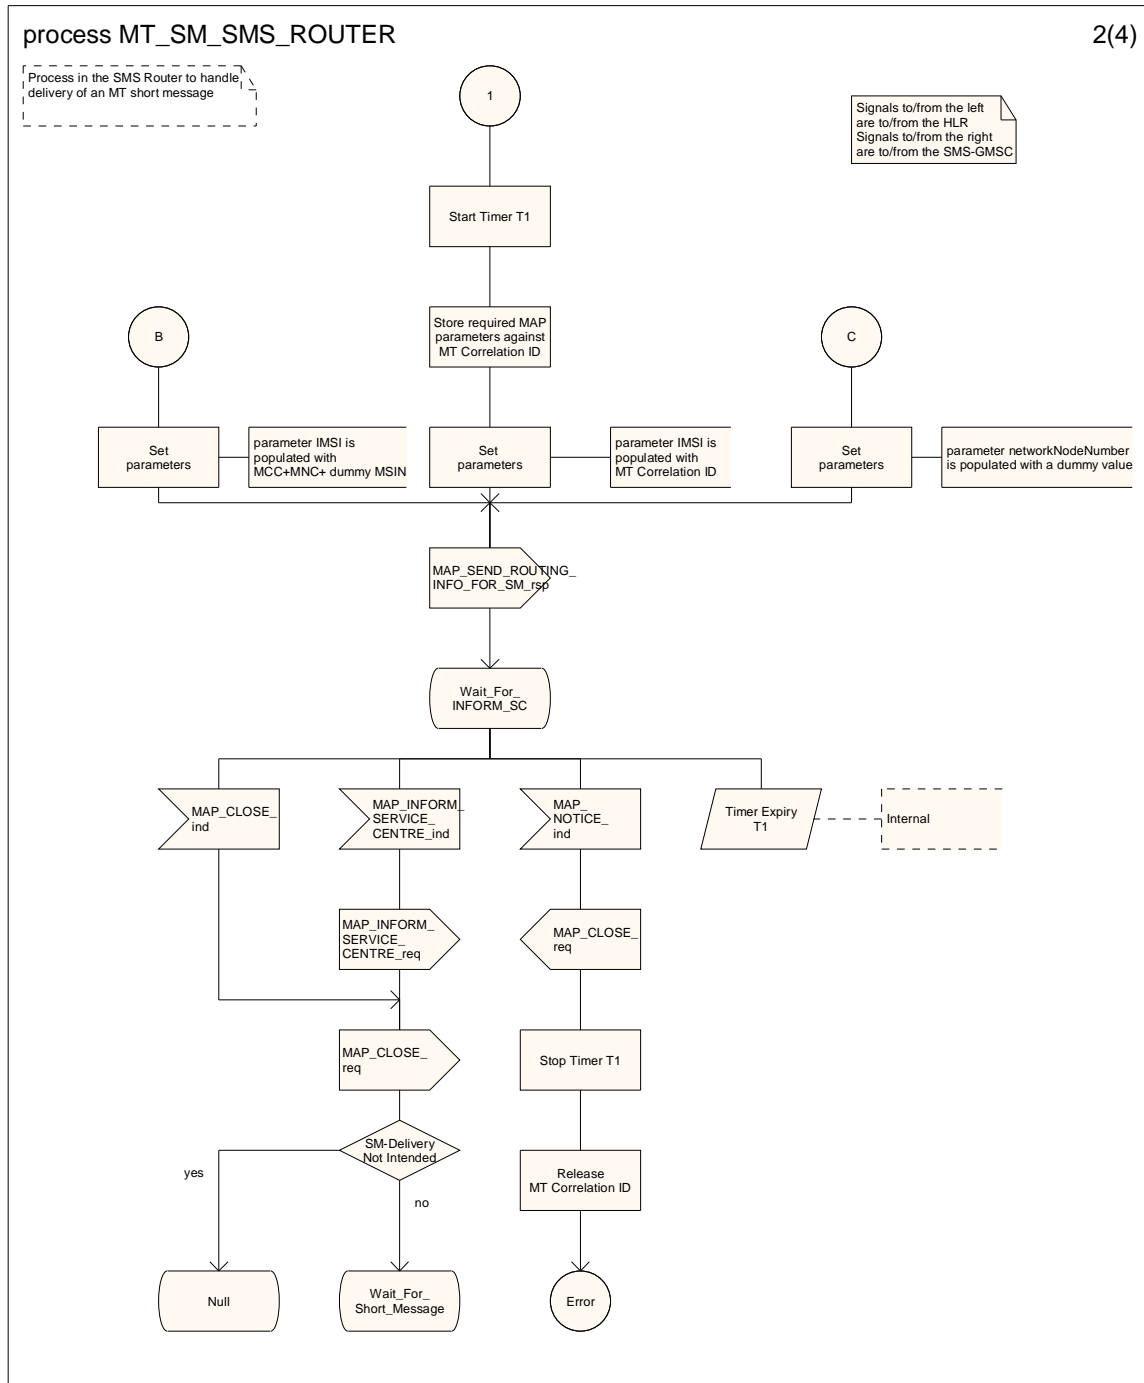 process MT_SM_SMS_ROUTER
2(4)
Process in the SMS Router to handle
delivery of an MT short message
1
Signals to/from the left
are to/from the HLR
Signals to/from the right
are to/from the SMS-GMSC
Start Timer T1
B
Store required MAP
parameters against
MT Correlation ID
C
Set
parameters
parameter IMSI is
populated with
MCC+MNC+ dummy MSIN
Set
parameters
parameter IMSI is
populated with
MT Correlation ID
Set
parameters
parameter networkNodeNumber
is populated with a dummy value
MAP_SEND_ROUTING_
INFO_FOR_SM_rsp
Wait_For_
INFORM_SC
MAP_CLOSE_
ind
MAP_INFORM_
SERVICE_
CENTRE_ind
MAP_
NOTICE_
ind
Timer Expiry
T1
Internal
MAP_INFORM_
SERVICE_
CENTRE_req
MAP_CLOSE_
req
MAP_CLOSE_
req
Stop Timer T1
SM-Delivery
Not Intended
yes
no
Release
MT Correlation ID
Null
Wait_For_
Short_Message
Error